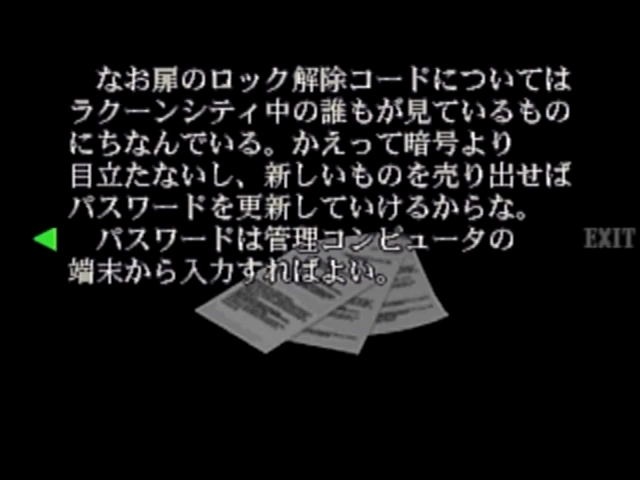 なお扉のロック解除コードについては
ラクーンシティ中の誰もが見ているもの
にちなんでいる。かえって暗号より
目立たないし、新しいものを売り出せば
パスワードを更新していけるからな。
パスワードは管理コンピュータの
端末から入力すればよい。
EXIT